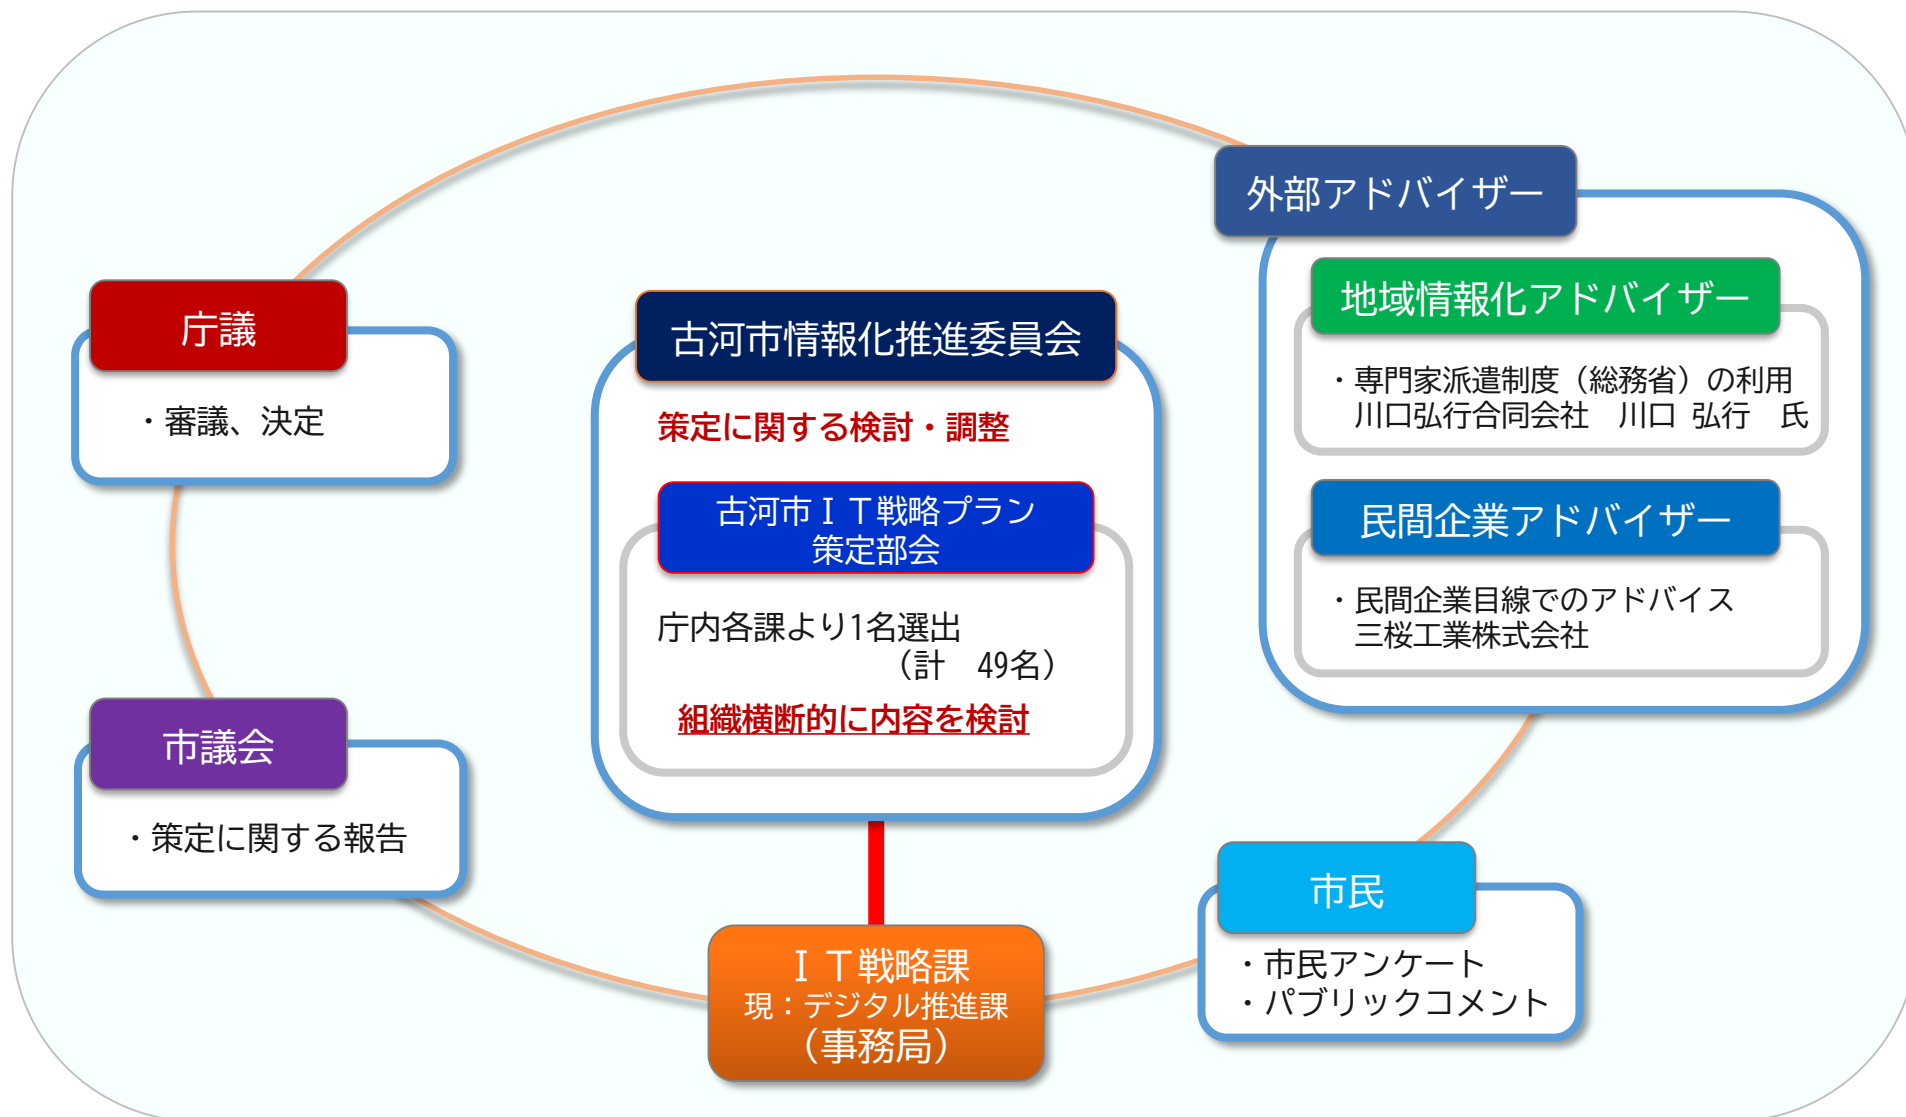 外部アドバイザー
地域情報化アドバイザー
・専門家派遣制度（総務省）の利用
川口弘行合同会社　川口 弘行　氏
民間企業アドバイザー
・民間企業目線でのアドバイス
三桜工業株式会社
庁議
・審議、決定
古河市情報化推進委員会
策定に関する検討・調整
古河市ＩＴ戦略プラン
策定部会
庁内各課より1名選出
（計　49名）
組織横断的に内容を検討
市議会
・策定に関する報告
ＩＴ戦略課
現：デジタル推進課
（事務局）
市民
・市民アンケート
・パブリックコメント